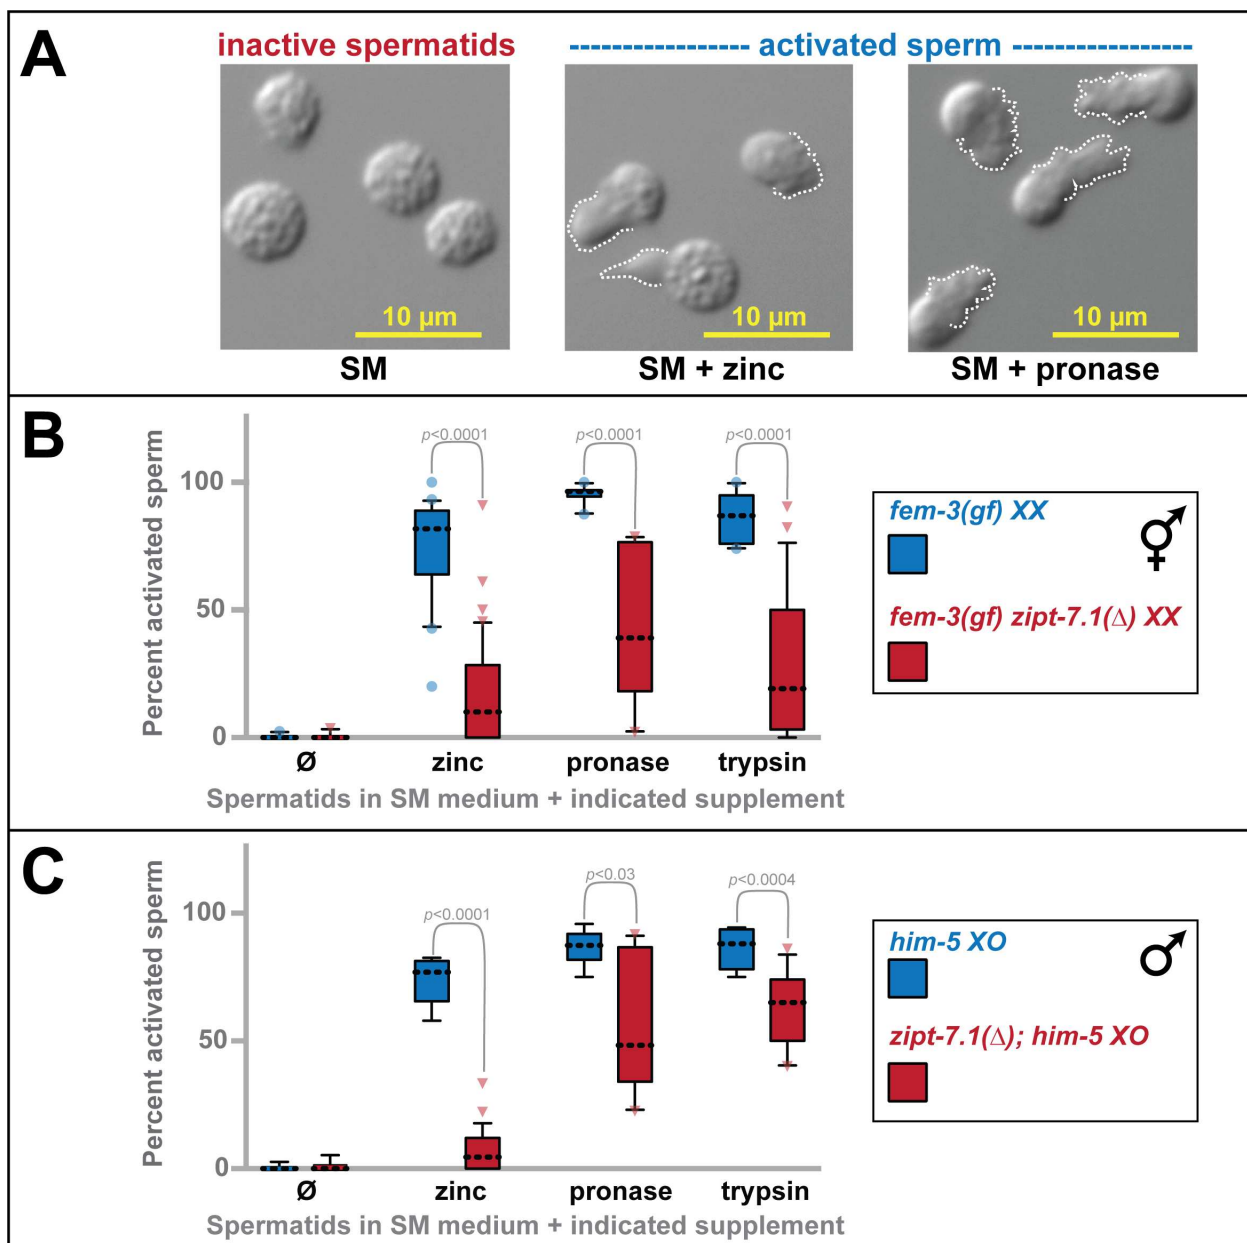 A
inactive spermatids
activated sperm
10 µm
10 µm
10 µm
SM
SM + zinc
SM + pronase
B
Percent activated sperm
100
50
0
p<0.0001
p<0.0001
p<0.0001
Ø
zinc
pronase
trypsin
Spermatids in SM medium + indicated supplement
fem-3(gf) XX
fem-3(gf) zipt-7.1(Δ) XX
C
Percent activated sperm
100
50
0
p<0.0001
p<0.03
p<0.0004
Ø
zinc
pronase
trypsin
Spermatids in SM medium + indicated supplement
him-5 XO
zipt-7.1(Δ); him-5 XO